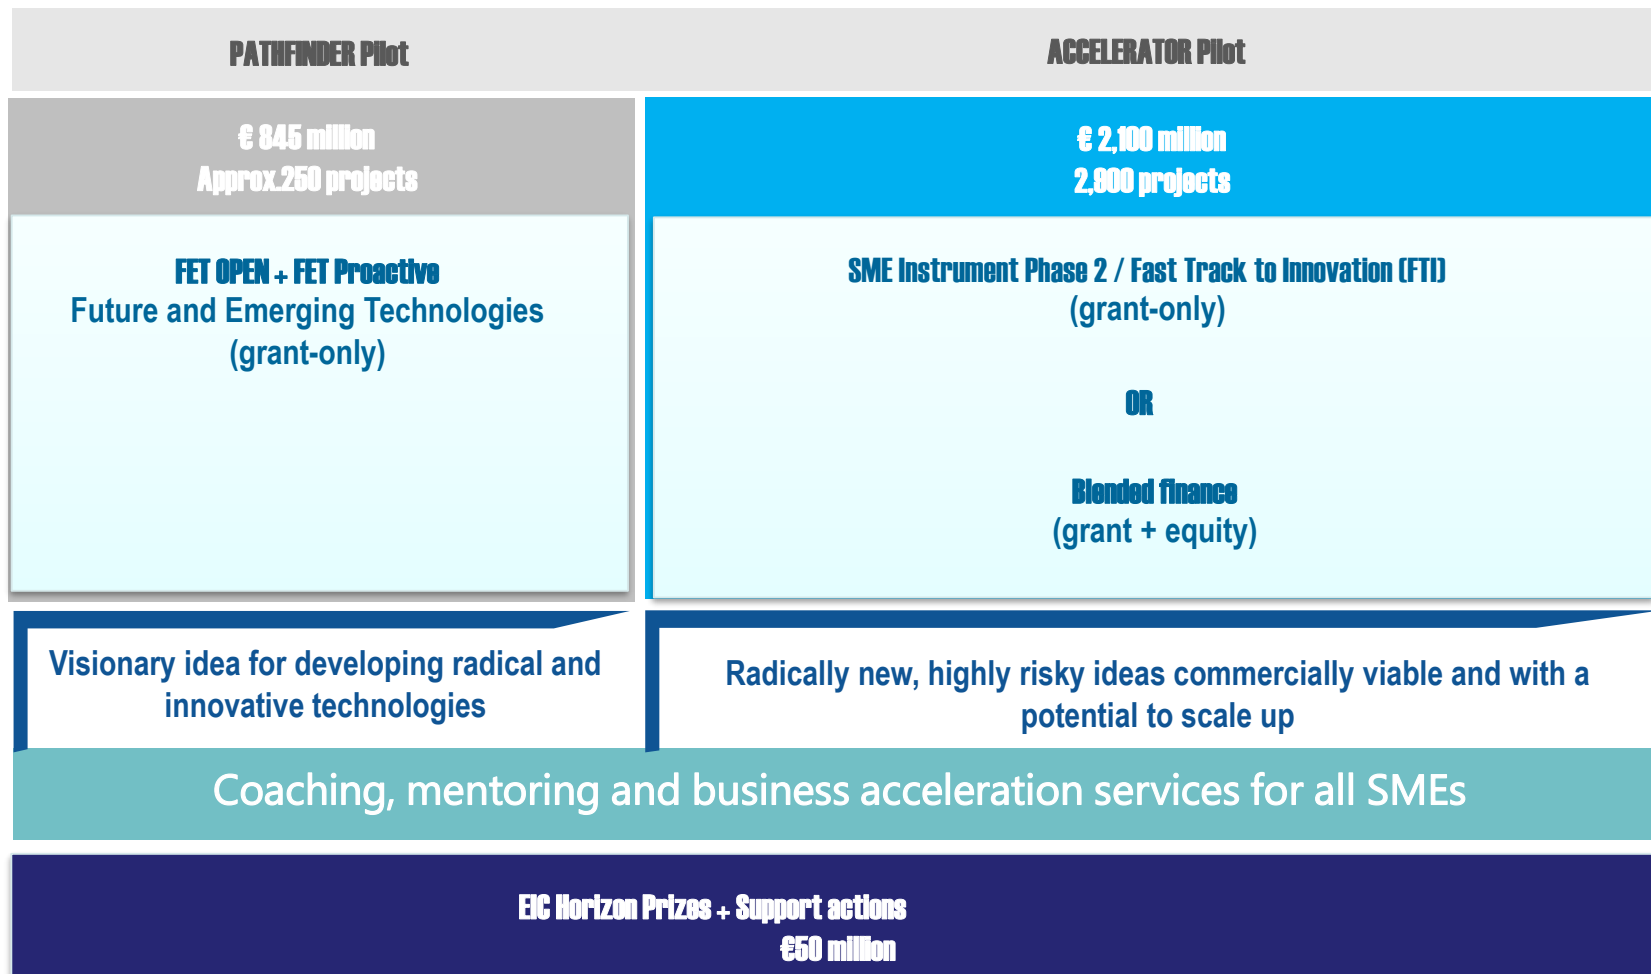 PATHFINDER Pilot
ACCELERATOR Pilot
€ 845 million
Approx.250 projects
€ 2,100 million
2,900 projects
FET OPEN + FET Proactive
Future and Emerging Technologies
(grant-only)
SME Instrument Phase 2 / Fast Track to Innovation (FTI)
(grant-only)
OR
Blended finance
(grant + equity)
Visionary idea for developing radical and
innovative technologies
Radically new, highly risky ideas commercially viable and with a
potential to scale up
Coaching, mentoring and business acceleration services for all SMEs
EIC Horizon Prizes + Support actions
€50 million